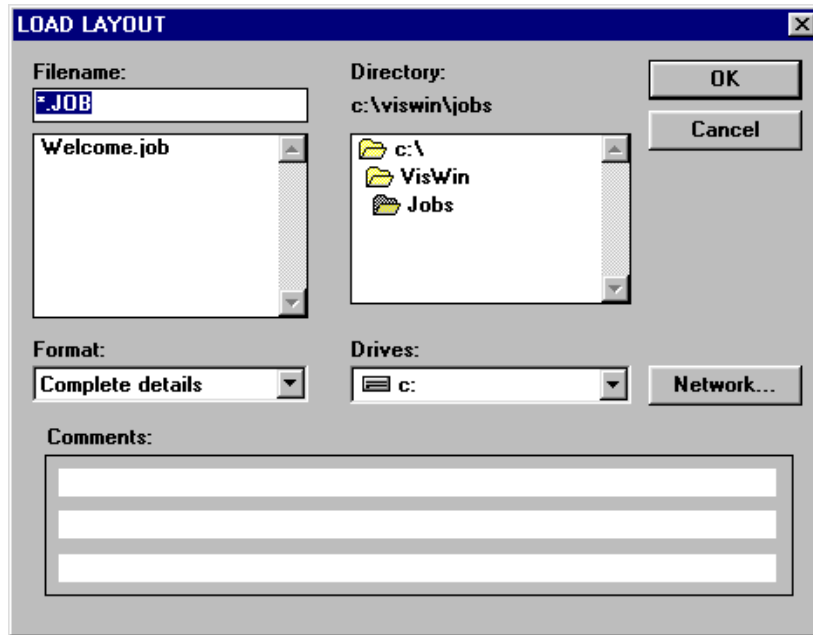 LOAD LAYOUT
Filename:
*.JOB
Welcome.job
Directory:
c:\viswin\jobs
c:\
VisWin
Jobs
OK
Cancel
Format:
Complete details
Drives:
c:
Network...
Comments: